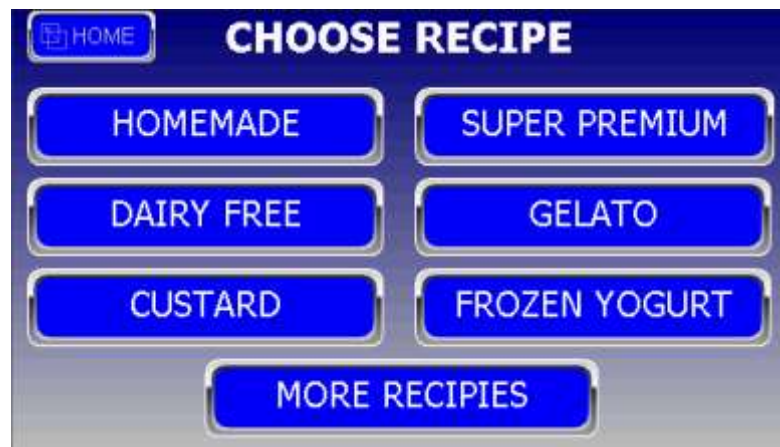 HOME CHOOSE RECIPE
HOMEMADE SUPER PREMIUM
DAIRY FREE GELATO
CUSTARD FROZEN YOGURT
MORE RECIPIES